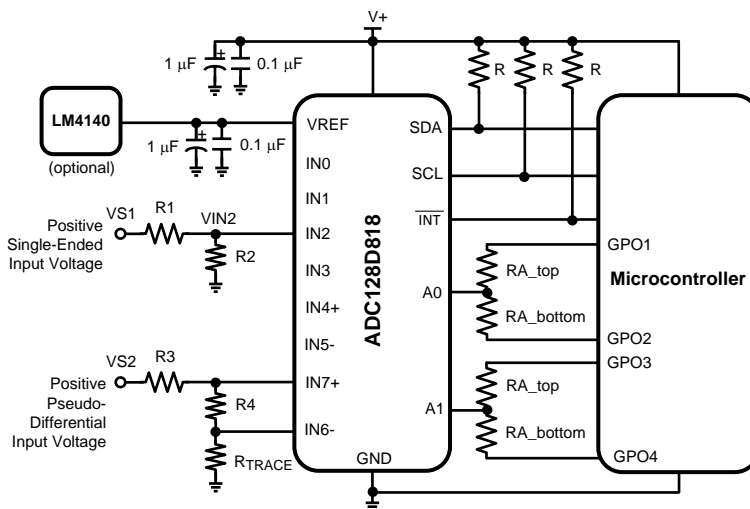 V+
1 µF
+
0.1 µF
R
R
R
LM4140
(optional)
1 µF
+
0.1 µF
VREF
SDA
IN0
SCL
IN1
INT
VS1
R1
VIN2
IN2
Positive
Single-Ended
Input Voltage
R2
IN3
IN4+
IN5-
ADC128D818
A0
GPO1
RA_top
RA_bottom
GPO2
Microcontroller
VS2
R3
IN7+
Positive
Pseudo-
Differential
Input Voltage
R4
IN6-
RTRACE
A1
GPO3
RA_top
RA_bottom
GPO4
GND